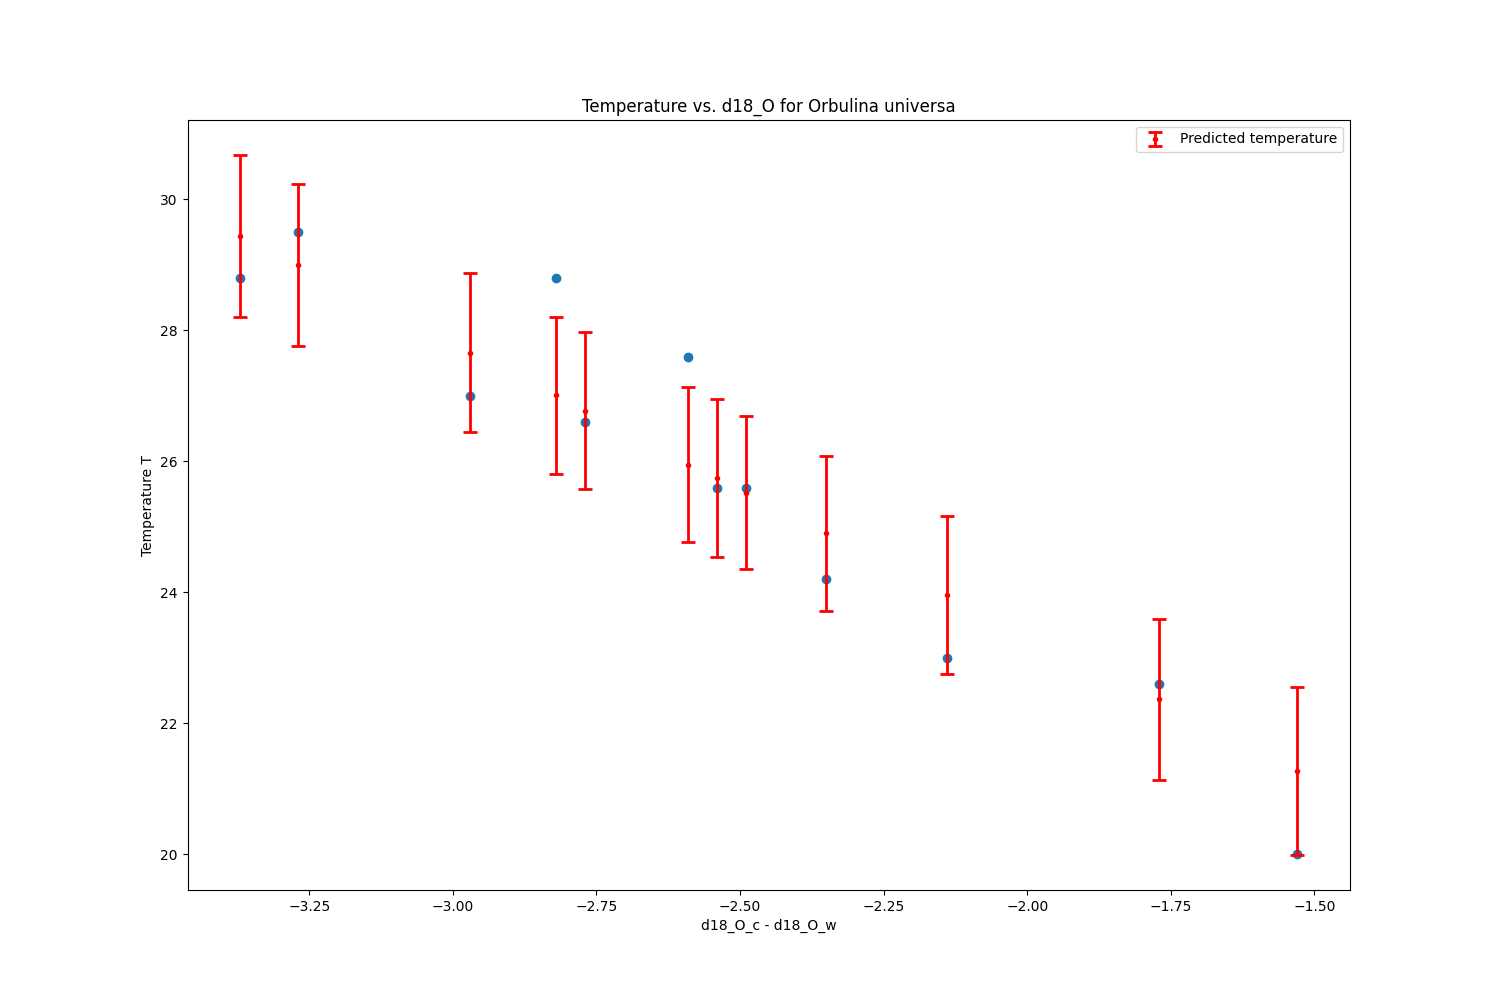 Temperature vs. d18_O for Orbulina universa
Predicted temperature
30
28
26
24
22
20
Temperature T
−3.25 −3.00 −2.75 −2.50 −2.25 −2.00 −1.75 −1.50
d18_O_c - d18_O_w